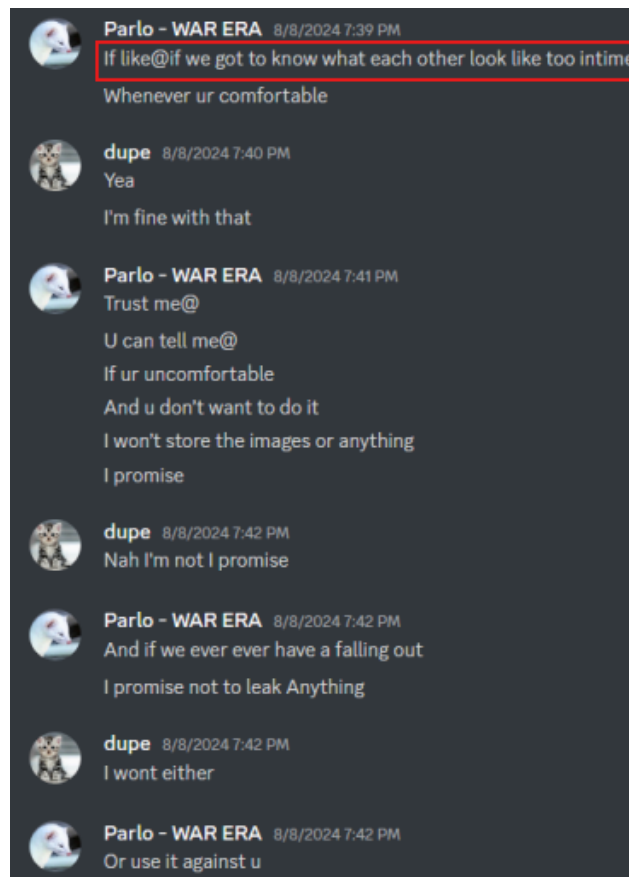 Parlo - WAR ERA 8/8/2024 7:39 PM
If like@if we got to know what each other look like too intime
Whenever ur comfortable
dupe 8/8/2024 7:40 PM
Yea
I'm fine with that
Parlo - WAR ERA 8/8/2024 7:41 PM
Trust me@
U can tell me@
If ur uncomfortable
And u don't want to do it
I won't store the images or anything
I promise
dupe 8/8/2024 7:42 PM
Nah I'm not I promise
Parlo - WAR ERA 8/8/2024 7:42 PM
And if we ever ever have a falling out
I promise not to leak Anything
dupe 8/8/2024 7:42 PM
I wont either
Parlo - WAR ERA 8/8/2024 7:42 PM
Or use it against u